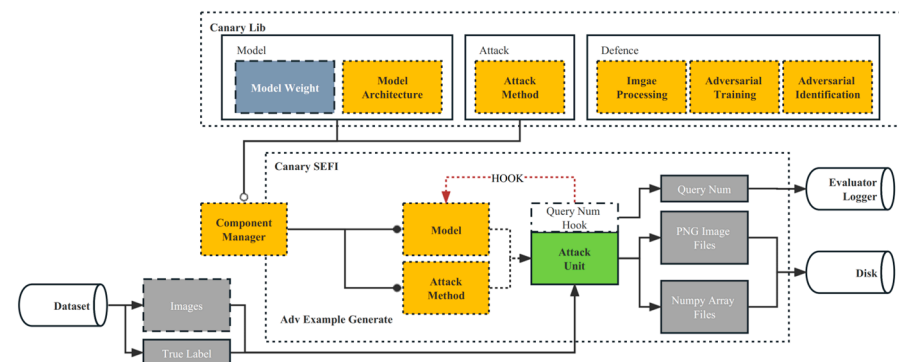 Canary Lib
Model
Attack
Defence
Model Weight
Model
Architecture
Attack
Method
Imgae
Processing
Adversarial
Training
Adversarial
Identification
Canary SEFI
HOOK
Component
Manager
Model
Attack
Method
Query Num
Hook
Attack
Unit
Query Num
PNG Image
Files
Numpy Array
Files
Evaluator
Logger
Disk
Dataset
Images
True Label
Adv Example Generate